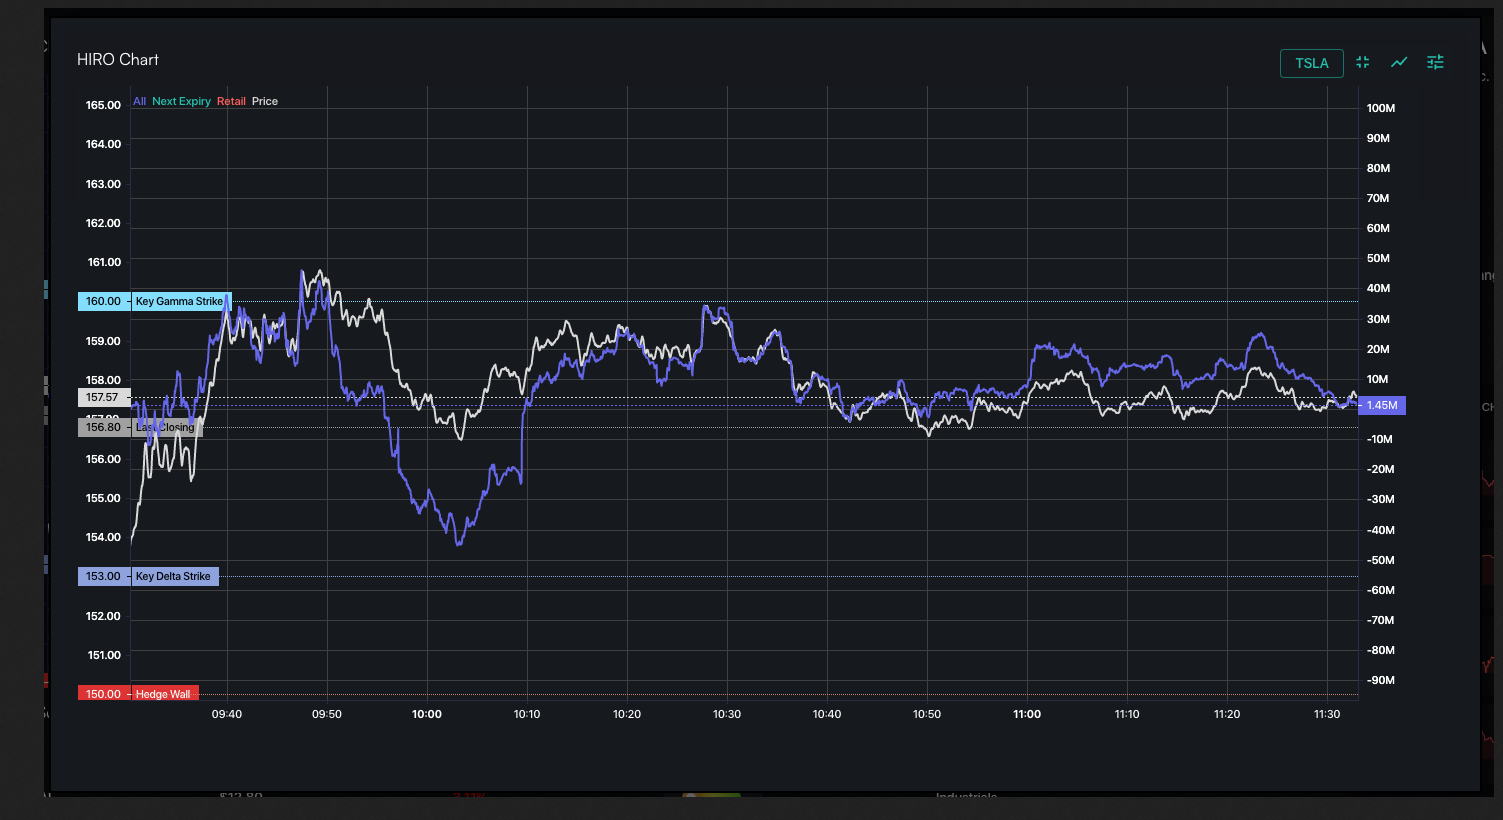 HIRO Chart
TSLA
All Next Expiry Retail Price
165.00
164.00
163.00
162.00
161.00
160.00 Key Gamma Strike
159.00
158.00
157.57
156.80 Last Closing
156.00
155.00
154.00
153.00 Key Delta Strike
152.00
151.00
150.00 Hedge Wall
100M
90M
80M
70M
60M
50M
40M
30M
20M
10M
1.45M
-10M
-20M
-30M
-40M
-50M
-60M
-70M
-80M
-90M
09:40 09:50 10:00 10:10 10:20 10:30 10:40 10:50 11:00 11:10 11:20 11:30